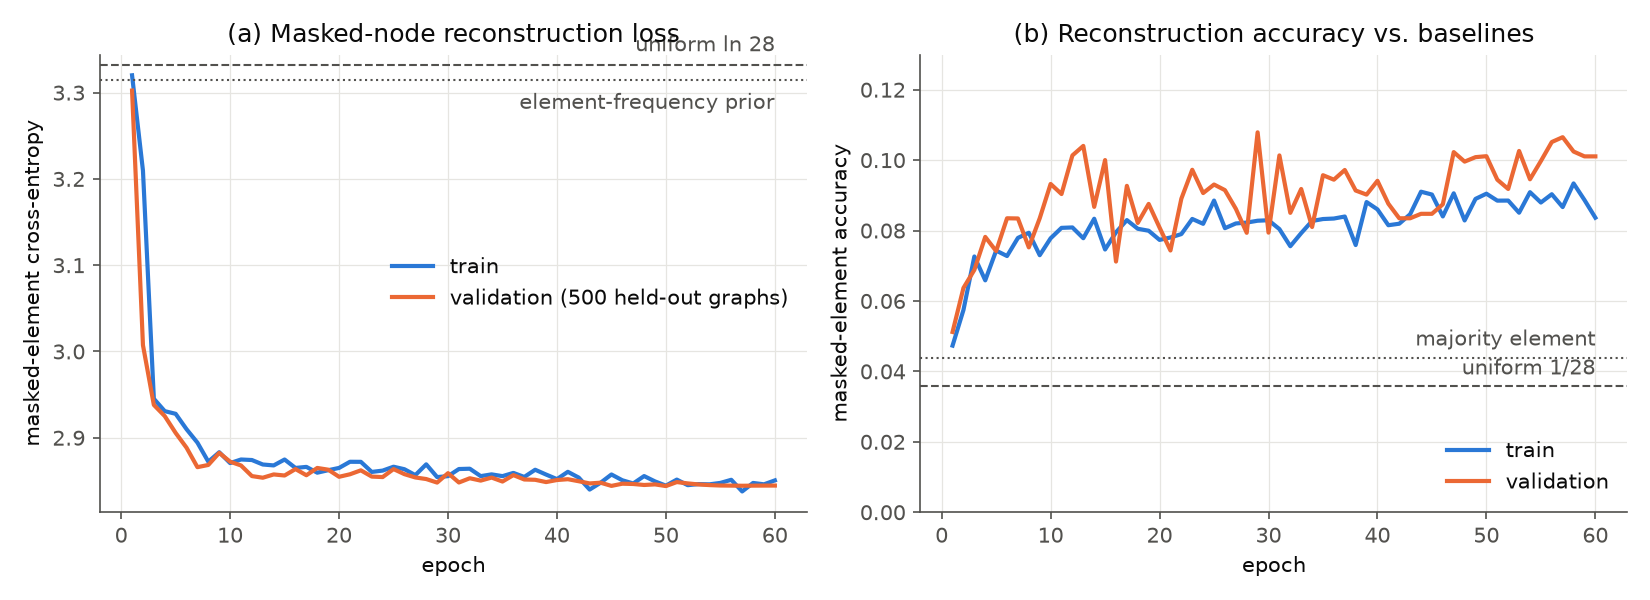 (a) Masked-node reconstruction loss
uniform ln 28
element-frequency prior
masked-element cross-entropy
3.3
3.2
3.1
3.0
2.9
train
validation (500 held-out graphs)
0
10
20
30
40
50
60
epoch
(b) Reconstruction accuracy vs. baselines
masked-element accuracy
0.12
0.10
0.08
0.06
0.04
0.02
0.00
majority element
uniform 1/28
train
validation
0
10
20
30
40
50
60
epoch